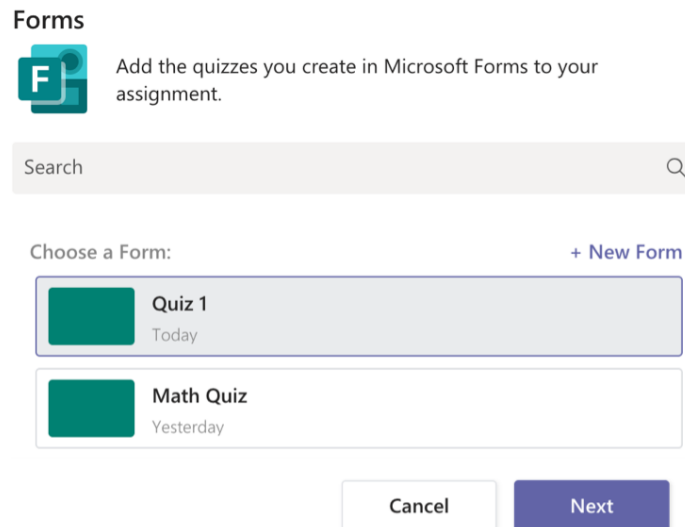 Forms
F
Add the quizzes you create in Microsoft Forms to your
assignment.
Search
Choose a Form:
+ New Form
Quiz 1
Today
Math Quiz
Yesterday
Cancel
Next